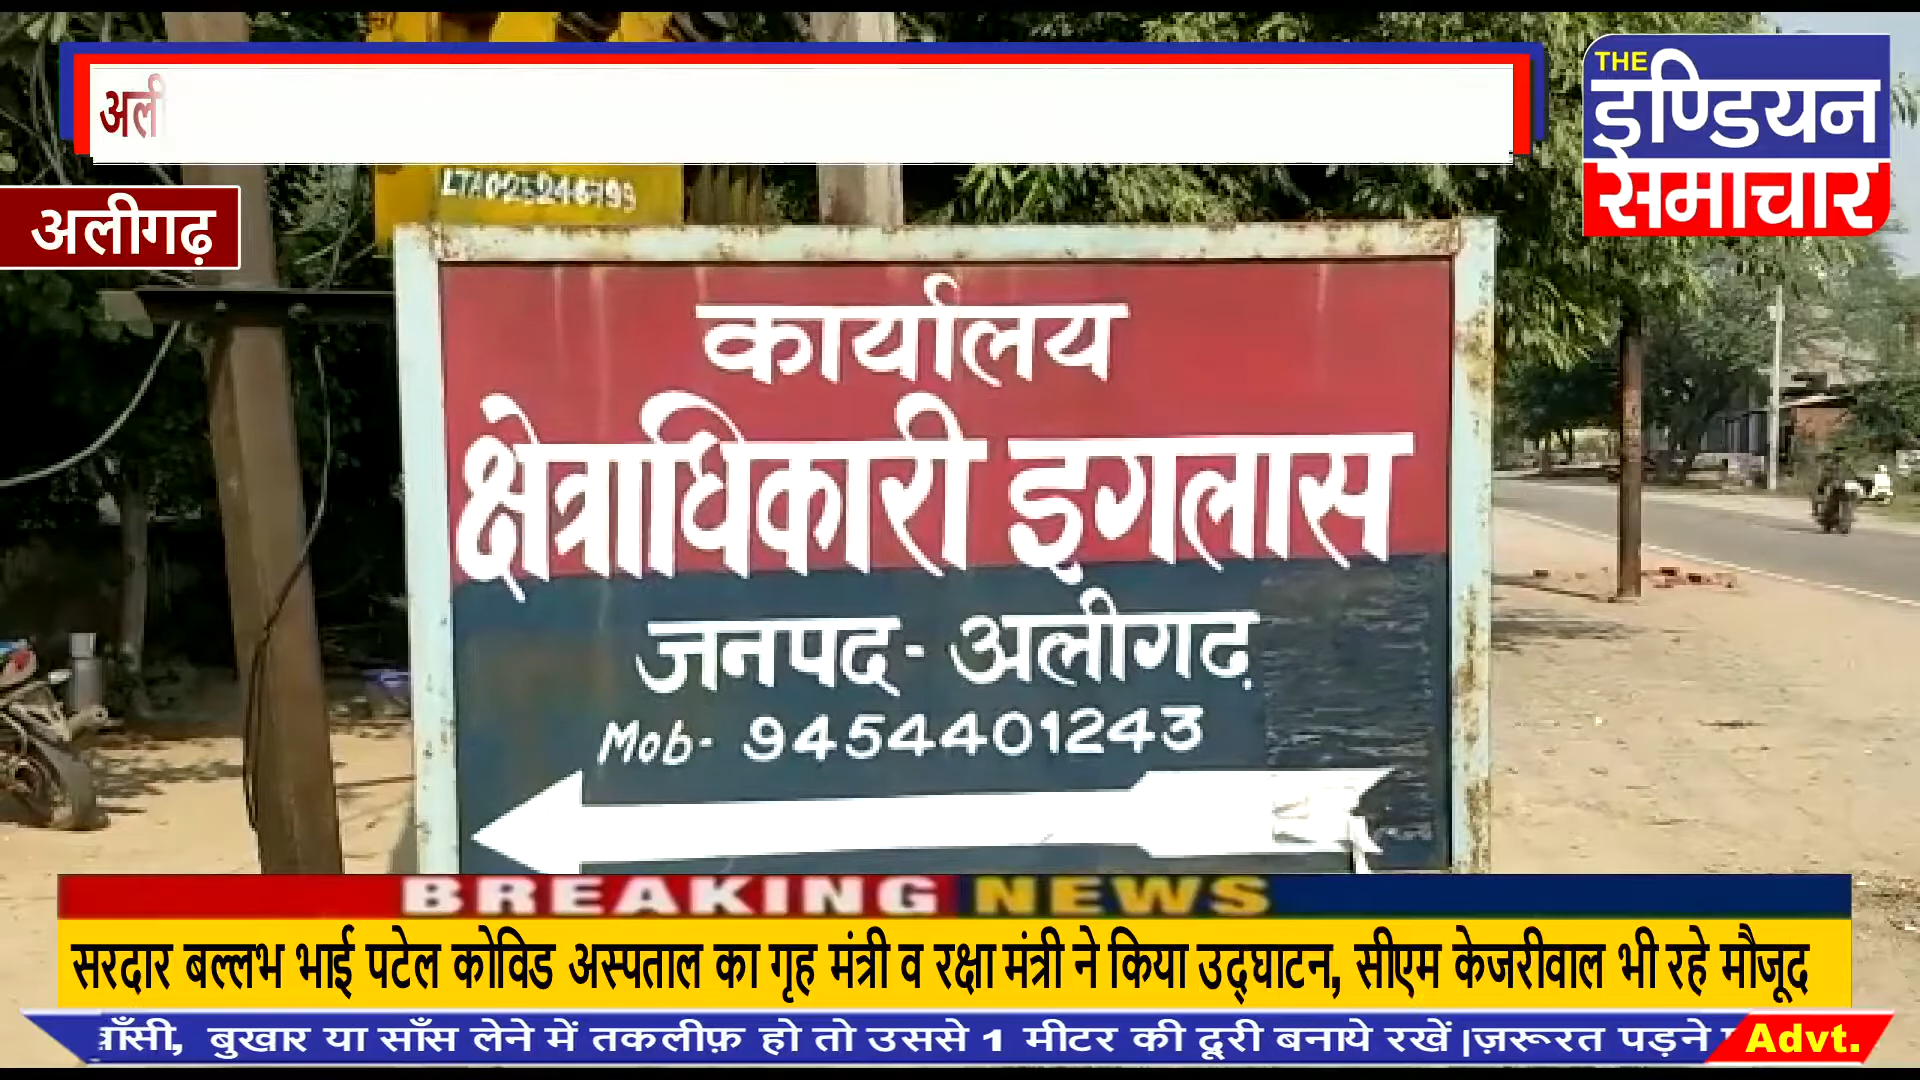 अली
THE
इण्डियन
समाचार
अलीगढ़
LTA
कार्यालय
क्षेत्राधिकारी इगलास
जनपद - अलीगढ़
Mob- 9454401243
BREAKING NEWS
सरदार बल्लभ भाई पटेल कोविड अस्पताल का गृह मंत्री व रक्षा मंत्री ने किया उद्घाटन, सीएम केजरीवाल भी रहे मौजूद
बुखार या साँस लेने में तकलीफ़ हो तो उससे 1 मीटर की दूरी बनाये रखें|ज़रूरत पड़ने
Advt.